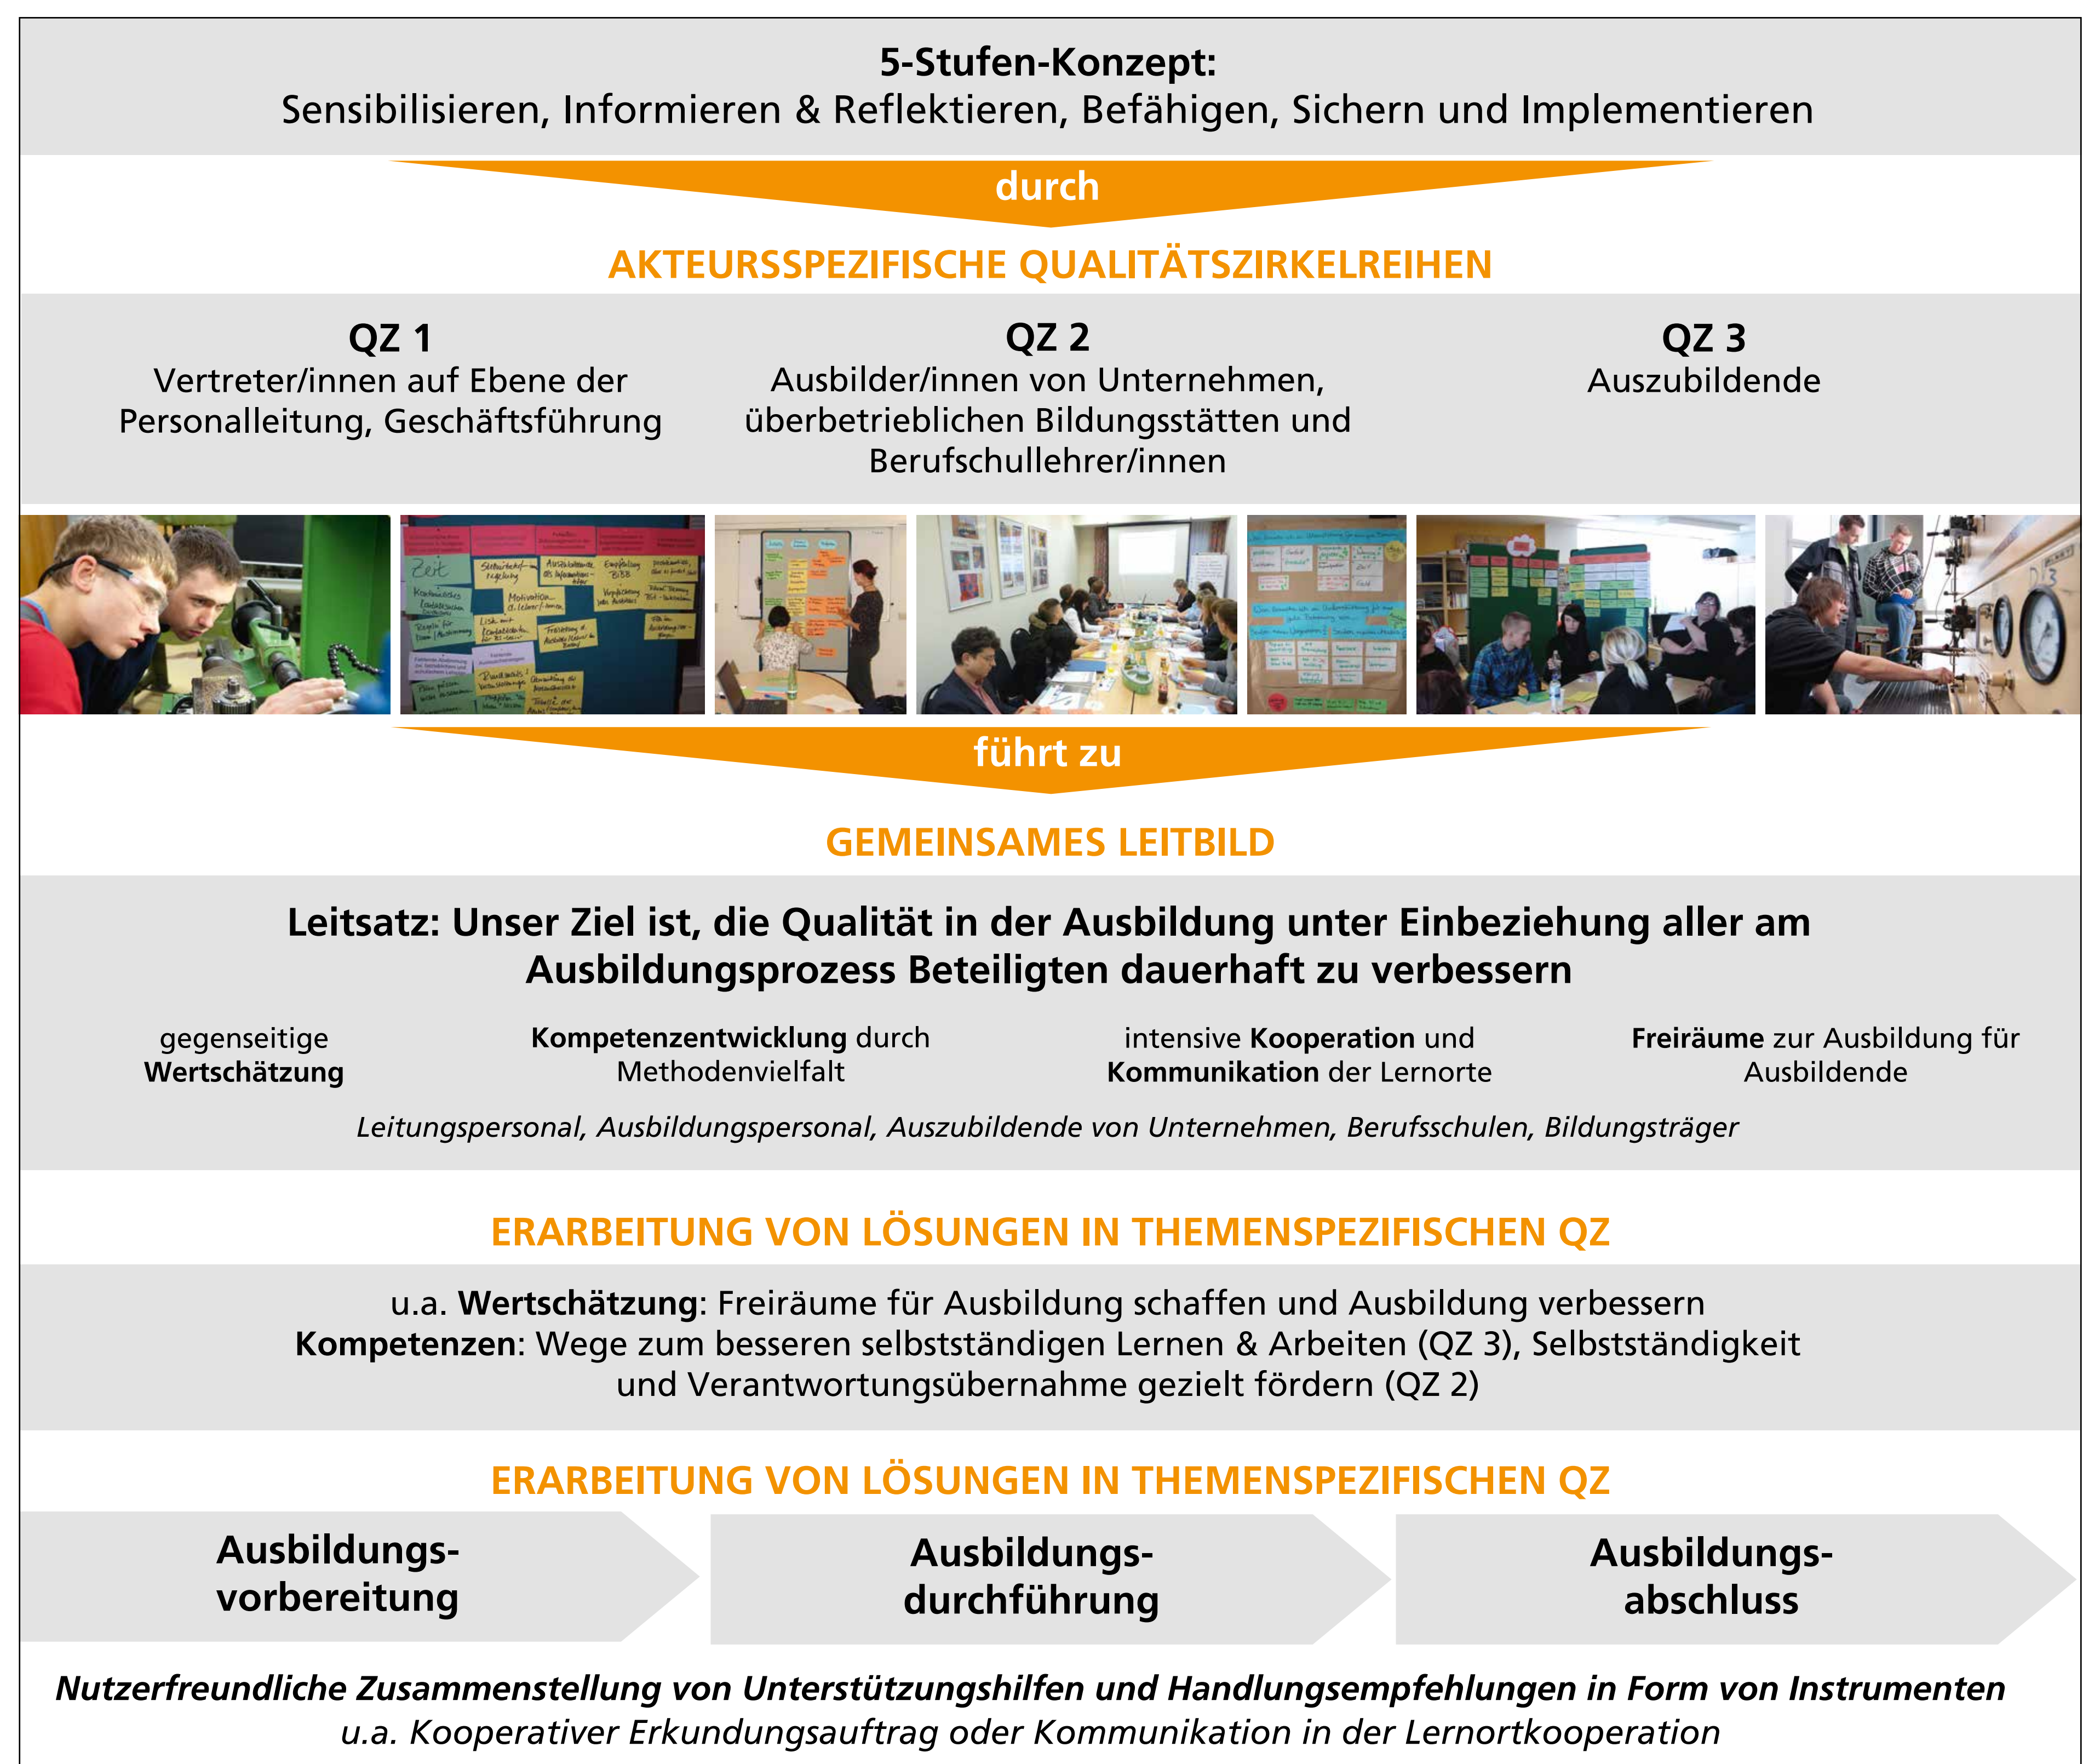 5-Stufen-Konzept:
Sensibilisieren, Informieren & Reflektieren, Befähigen, Sichern und Implementieren
durch
AKTEURSSPEZIFISCHE QUALITÄTSZIRKELREIHEN
QZ 1
Vertreter/innen auf Ebene der
Personalleitung, Geschäftsführung
QZ 2
Ausbilder/innen von Unternehmen,
überbetrieblichen Bildungsstätten und
Berufschullehrer/innen
QZ 3
Auszubildende
Zeit
Motivation
führt zu
GEMEINSAMES LEITBILD
Leitsatz: Unser Ziel ist, die Qualität in der Ausbildung unter Einbeziehung aller am
Ausbildungsprozess Beteiligten dauerhaft zu verbessern
gegenseitige
Wertschätzung
Kompetenzentwicklung durch
Methodenvielfalt
intensive Kooperation und
Kommunikation der Lernorte
Freiräume zur Ausbildung für
Ausbildende
Leitungspersonal, Ausbildungspersonal, Auszubildende von Unternehmen, Berufsschulen, Bildungsträger
ERARBEITUNG VON LÖSUNGEN IN THEMENSPEZIFISCHEN QZ
u.a. Wertschätzung: Freiräume für Ausbildung schaffen und Ausbildung verbessern
Kompetenzen: Wege zum besseren selbstständigen Lernen & Arbeiten (QZ 3), Selbstständigkeit
und Verantwortungsübernahme gezielt fördern (QZ 2)
ERARBEITUNG VON LÖSUNGEN IN THEMENSPEZIFISCHEN QZ
Ausbildungs-
vorbereitung
Ausbildungs-
durchführung
Ausbildungs-
abschluss
Nutzerfreundliche Zusammenstellung von Unterstützungshilfen und Handlungsempfehlungen in Form von Instrumenten
u.a. Kooperativer Erkundungsauftrag oder Kommunikation in der Lernortkooperation